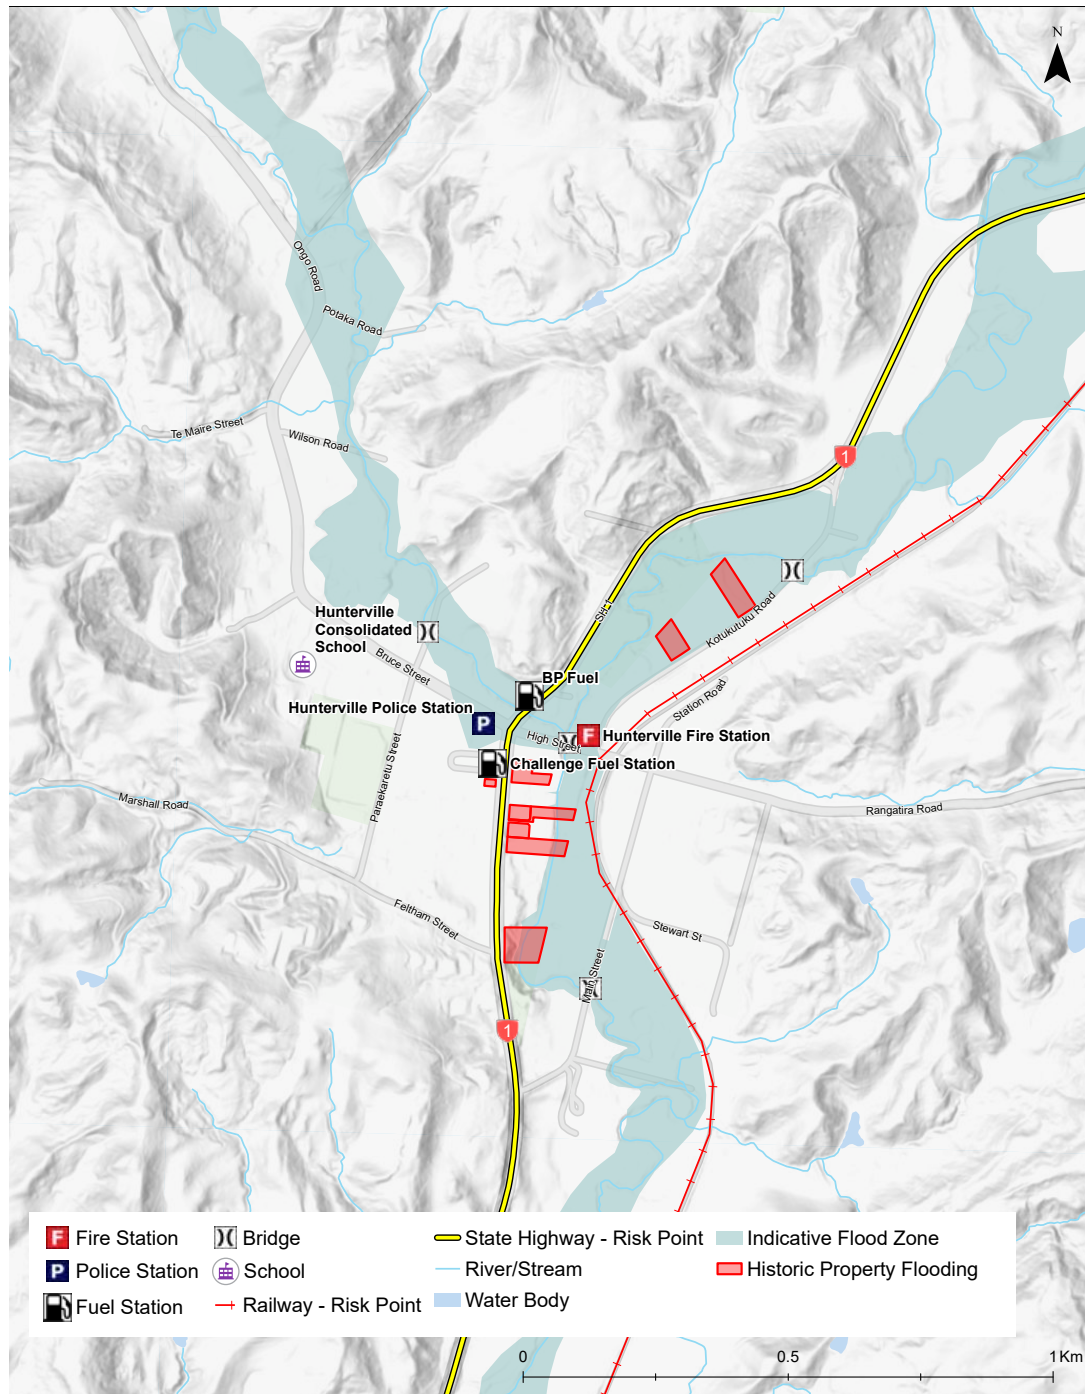 N
Ongo Road
Potaka Road
Te Maire Street
Wilson Road
1
SH 1
Kotukutuku Road
Hunterville
Consolidated
School
Bruce Street
BP Fuel
Station Road
Hunterville Police Station
P
High Street
F
Hunterville Fire Station
Challenge Fuel Station
Paraekaretu Street
Marshall Road
Rangatira Road
Feltham Street
Stewart St
Main Street
1
F Fire Station
Bridge
State Highway - Risk Point
Indicative Flood Zone
P Police Station
School
River/Stream
Historic Property Flooding
Fuel Station
Railway - Risk Point
Water Body
0 0.5 1 Km